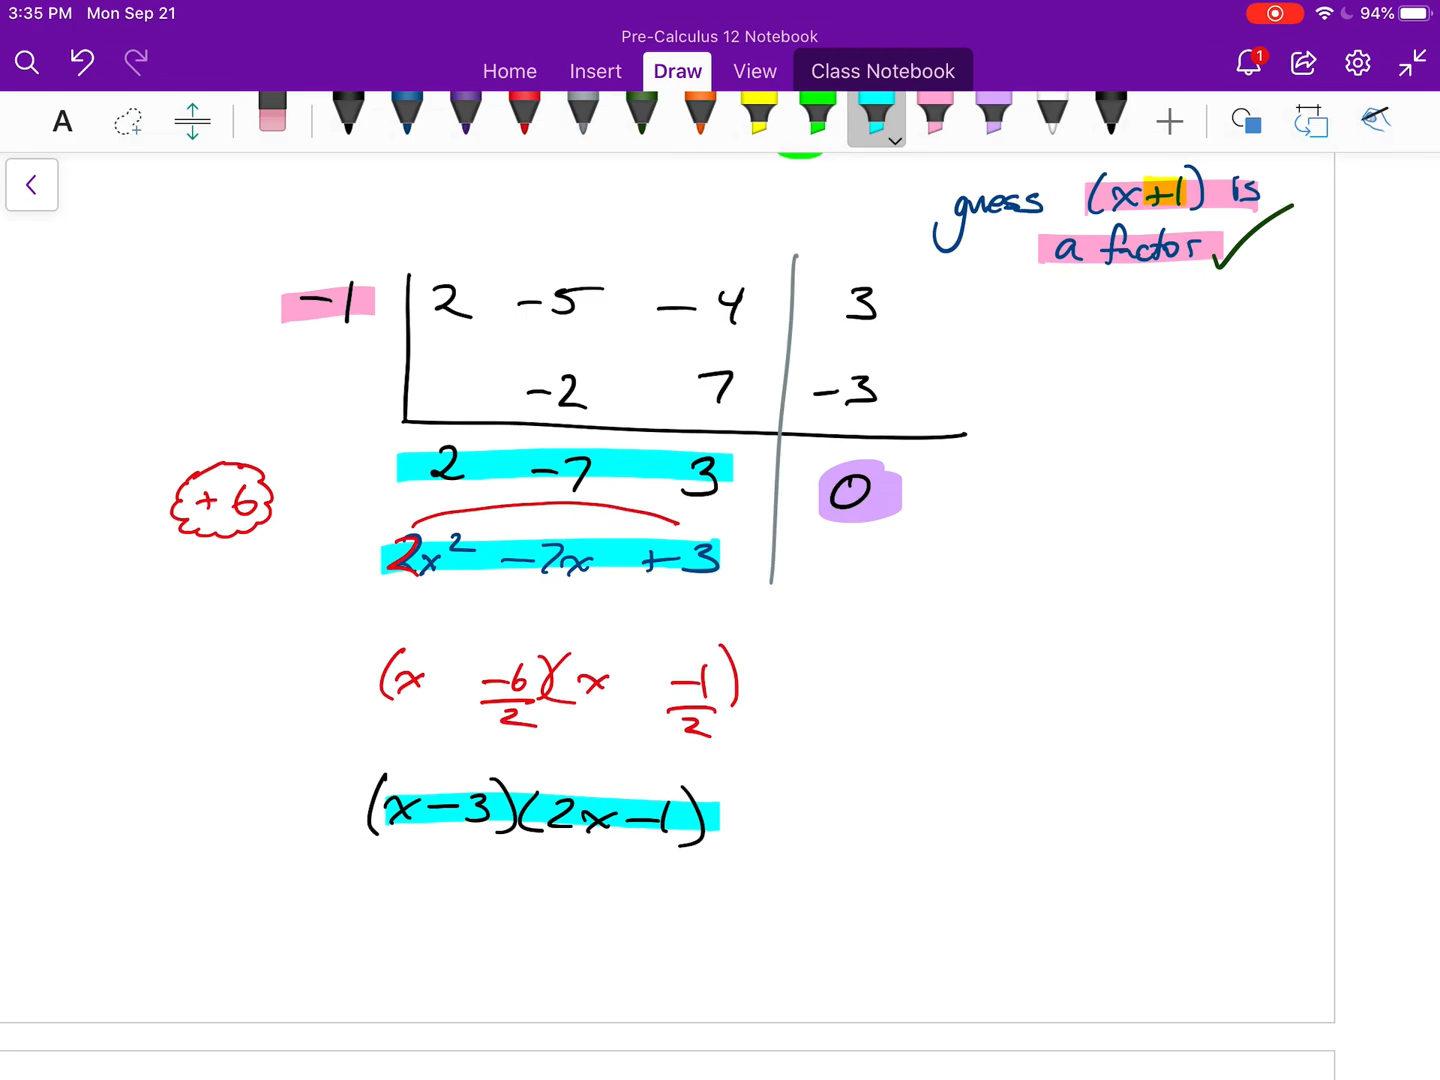 3:35 PM Mon Sep 21
94%
Pre-Calculus 12 Notebook
Home Insert Draw View Class Notebook
1
A
guess (x+1) is
a factor ✓
-1 2 -5 -4 3
-2 7 -3
2 -7 3 0
+6
2x² -7x +3
(x -6/2)(x -1/2)
(x-3)(2x-1)